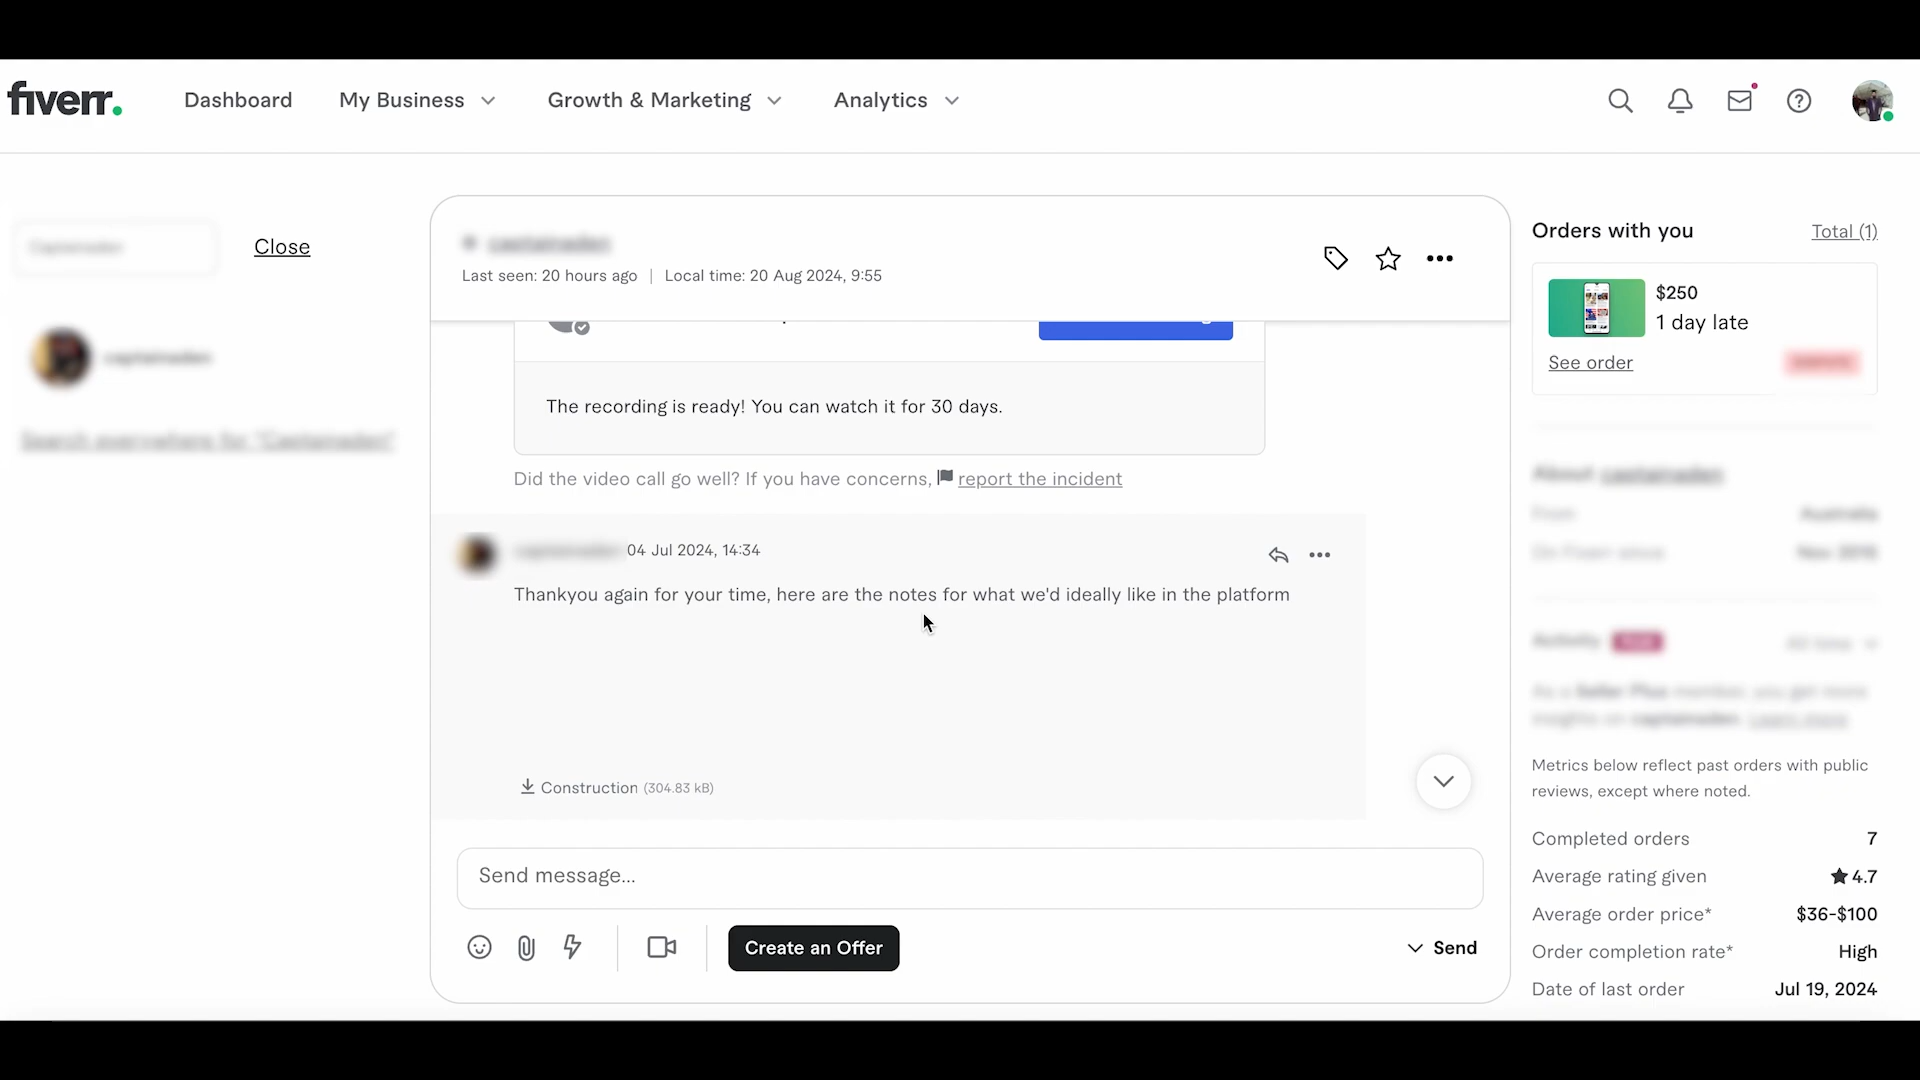 fiverr.
Dashboard
My Business
Growth & Marketing
Analytics
Close
Last seen: 20 hours ago | Local time: 20 Aug 2024, 9:55
The recording is ready! You can watch it for 30 days.
Did the video call go well? If you have concerns, report the incident
04 Jul 2024, 14:34
Thankyou again for your time, here are the notes for what we'd ideally like in the platform
Construction (304.83 kB)
Send message...
Create an Offer
Send
Orders with you
Total (1)
$250
1 day late
See order
Metrics below reflect past orders with public
reviews, except where noted.
Completed orders 7
Average rating given 4.7
Average order price* $36-$100
Order completion rate* High
Date of last order Jul 19, 2024